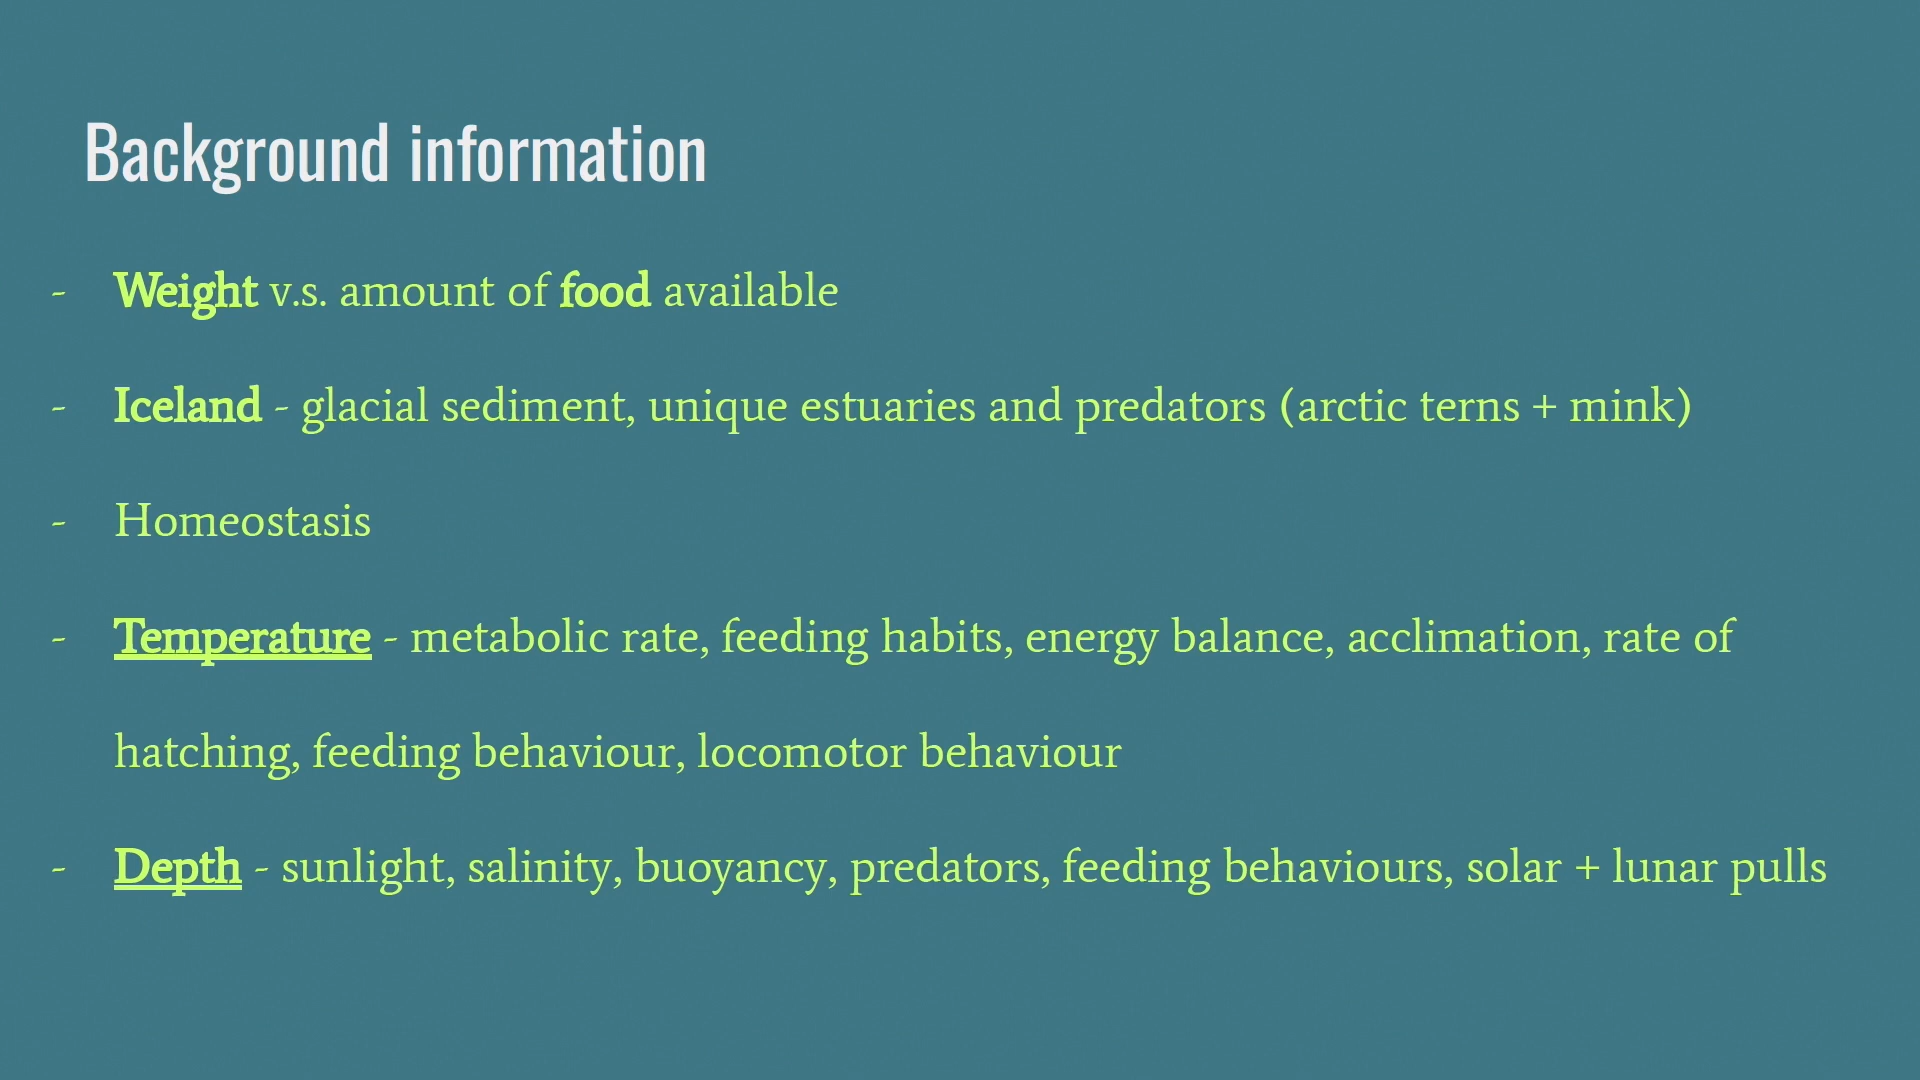 Background information
- Weight v.s. amount of food available
- Iceland - glacial sediment, unique estuaries and predators (arctic terns + mink)
- Homeostasis
- Temperature - metabolic rate, feeding habits, energy balance, acclimation, rate of
hatching, feeding behaviour, locomotor behaviour
- Depth - sunlight, salinity, buoyancy, predators, feeding behaviours, solar + lunar pulls